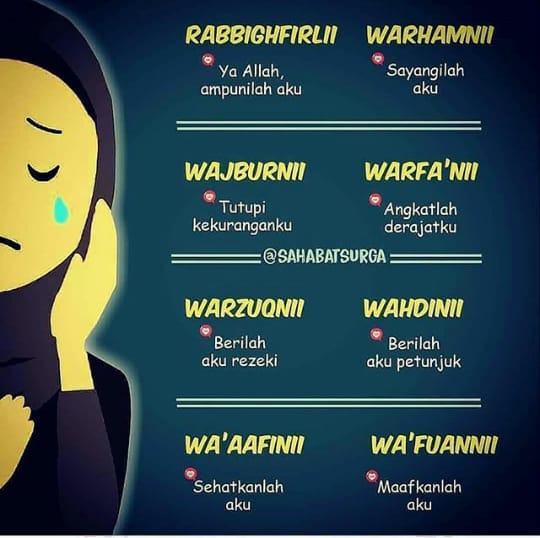 RABBIGHFIRLII
Ya Allah,
ampunilah aku
WARHAMNII
Sayangilah
aku
WAJBURNII
Tutupi
kekuranganku
WARFA'NII
Angkatlah
derajatku
@SAHABATSURGA
WARZUQNII
Berilah
aku rezeki
WAHDINII
Berilah
aku petunjuk
WA'AAFINII
Sehatkanlah
aku
WA'FUANNII
Maafkanlah
aku